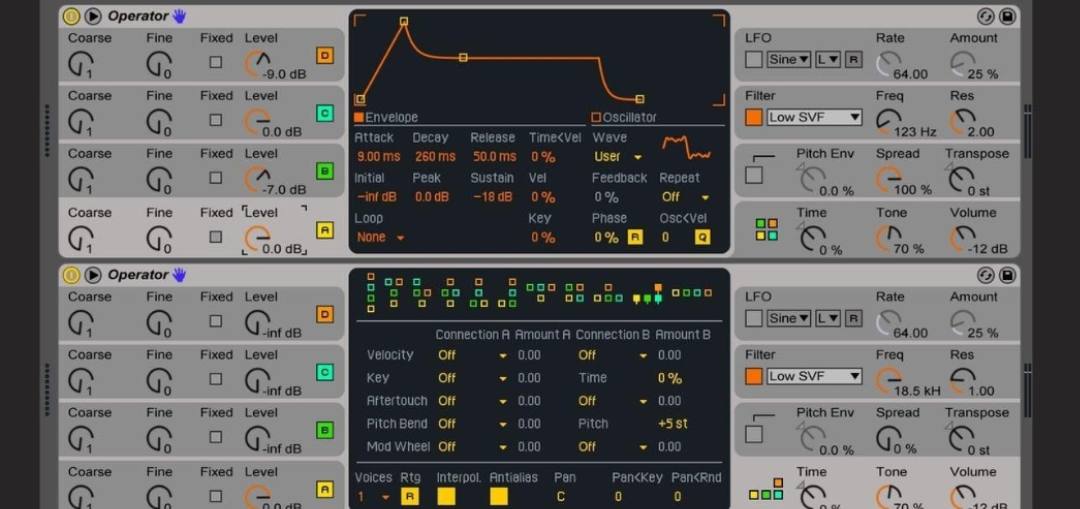 Operator
Coarse Fine Fixed Level D
1 0 -9.0 dB
Coarse Fine Fixed Level C
1 0 0.0 dB
Coarse Fine Fixed Level B
1 0 -7.0 dB
Coarse Fine Fixed Level A
1 0 0.0 dB
Envelope Oscillator
Attack Decay Release Time<Vel Wave
9.00 ms 260 ms 50.0 ms 0 % User
Initial Peak Sustain Vel Feedback Repeat
-inf dB 0.0 dB -18 dB 0 % 0 % Off
Loop Key Phase Osc<Vel
None 0 % 0 % R 0 Q
LFO Rate Amount
Sine L R 64.00 25 %
Filter Freq Res
Low SVF 123 Hz 2.00
Pitch Env Spread Transpose
0.0 % 100 % 0 st
Time Tone Volume
0 % 70 % -12 dB
Operator
Coarse Fine Fixed Level D
1 0 -inf dB
Coarse Fine Fixed Level C
1 0 -inf dB
Coarse Fine Fixed Level B
1 0 -inf dB
Coarse Fine Fixed Level A
1 0 0.0 dB
Connection A Amount A Connection B Amount B
Velocity Off 0.00 Off 0.00
Key Off 0.00 Time 0 %
Aftertouch Off 0.00 Off 0.00
Pitch Bend Off 0.00 Pitch +5 st
Mod Wheel Off 0.00 Off 0.00
Voices Rtg Interpol. Antialias Pan Pan<Key Pan<Rnd
1 R C 0 0
LFO Rate Amount
Sine L R 64.00 25 %
Filter Freq Res
Low SVF 18.5 kH 1.00
Pitch Env Spread Transpose
0.0 % 0 % 0 st
Time Tone Volume
0 % 70 % -12 dB